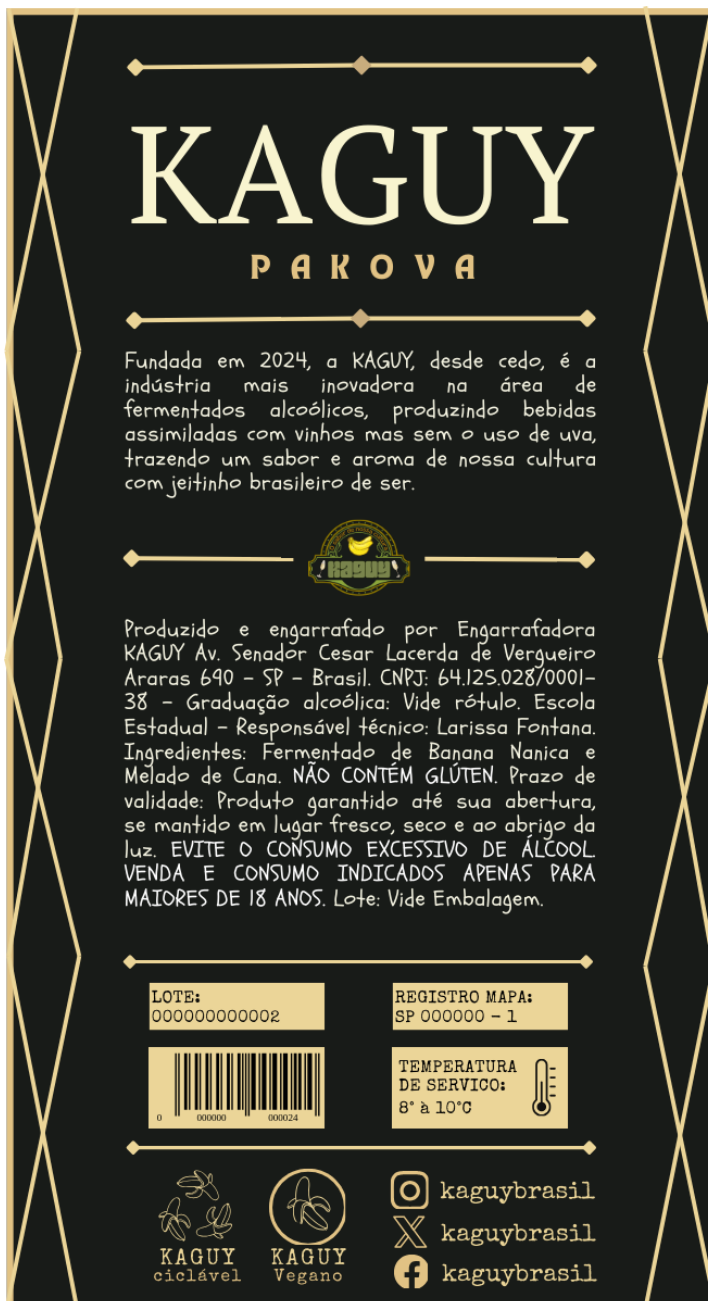 KAGUY
PAKOVA
Fundada em 2024, a KAGUY, desde cedo, é a
indústria mais inovadora na área de
fermentados alcoólicos, produzindo bebidas
assimiladas com vinhos mas sem o uso de uva,
trazendo um sabor e aroma de nossa cultura
com jeitinho brasileiro de ser.
kaguy
Produzido e engarrafado por Engarrafadora
KAGUY Av. Senador Cesar Lacerda de Vergueiro
Araras 690 - SP - Brasil. CNPJ: 64.125.028/0001-
38 - Graduação alcoólica: Vide rótulo. Escola
Estadual - Responsável técnico: Larissa Fontana.
Ingredientes: Fermentado de Banana Nanica e
Melado de Cana. NÃO CONTÉM GLÚTEN. Prazo de
validade: Produto garantido até sua abertura,
se mantido em lugar fresco, seco e ao abrigo da
luz. EVITE O CONSUMO EXCESSIVO DE ÁLCOOL.
VENDA E CONSUMO INDICADOS APENAS PARA
MAIORES DE 18 ANOS. Lote: Vide Embalagem.
LOTE:
000000000002
REGISTRO MAPA:
SP 000000 - 1
0 000000 000024
TEMPERATURA
DE SERVICO:
8° à 10°C
KAGUY
ciclável
KAGUY
Vegano
kaguybrasil
kaguybrasil
kaguybrasil